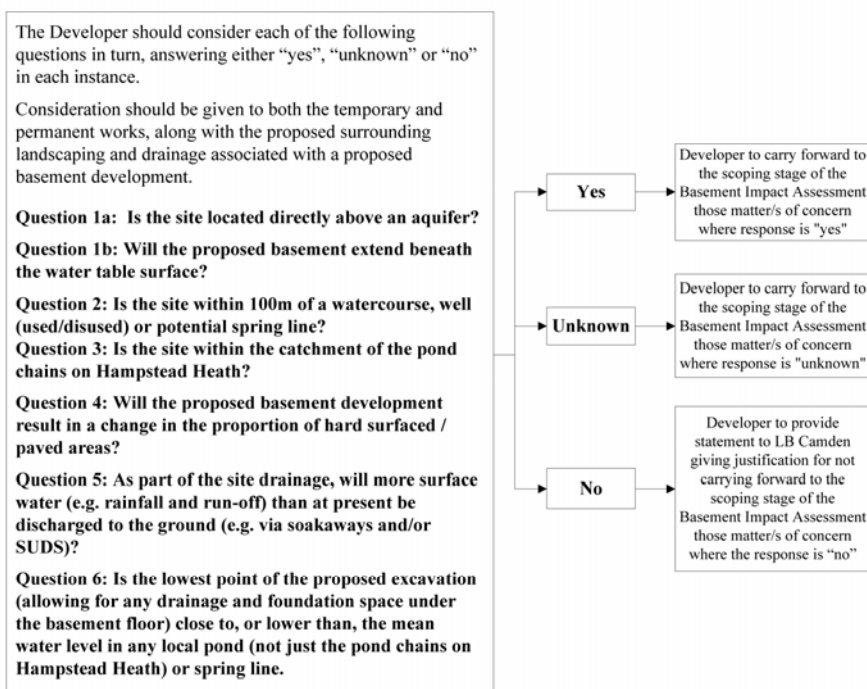 The Developer should consider each of the following
questions in turn, answering either “yes”, “unknown” or “no”
in each instance.
Consideration should be given to both the temporary and
permanent works, along with the proposed surrounding
landscaping and drainage associated with a proposed
basement development.
Question 1a: Is the site located directly above an aquifer?
Question 1b: Will the proposed basement extend beneath
the water table surface?
Question 2: Is the site within 100m of a watercourse, well
(used/disused) or potential spring line?
Question 3: Is the site within the catchment of the pond
chains on Hampstead Heath?
Question 4: Will the proposed basement development
result in a change in the proportion of hard surfaced /
paved areas?
Question 5: As part of the site drainage, will more surface
water (e.g. rainfall and run-off) than at present be
discharged to the ground (e.g. via soakaways and/or
SUDS)?
Question 6: Is the lowest point of the proposed excavation
(allowing for any drainage and foundation space under
the basement floor) close to, or lower than, the mean
water level in any local pond (not just the pond chains on
Hampstead Heath) or spring line.
Yes
Developer to carry forward to
the scoping stage of the
Basement Impact Assessment
those matter/s of concern
where response is "yes"
Unknown
Developer to carry forward to
the scoping stage of the
Basement Impact Assessment
those matter/s of concern
where response is "unknown"
No
Developer to provide
statement to LB Camden
giving justification for not
carrying forward to the
scoping stage of the
Basement Impact Assessment
those matter/s of concern
where the response is “no”